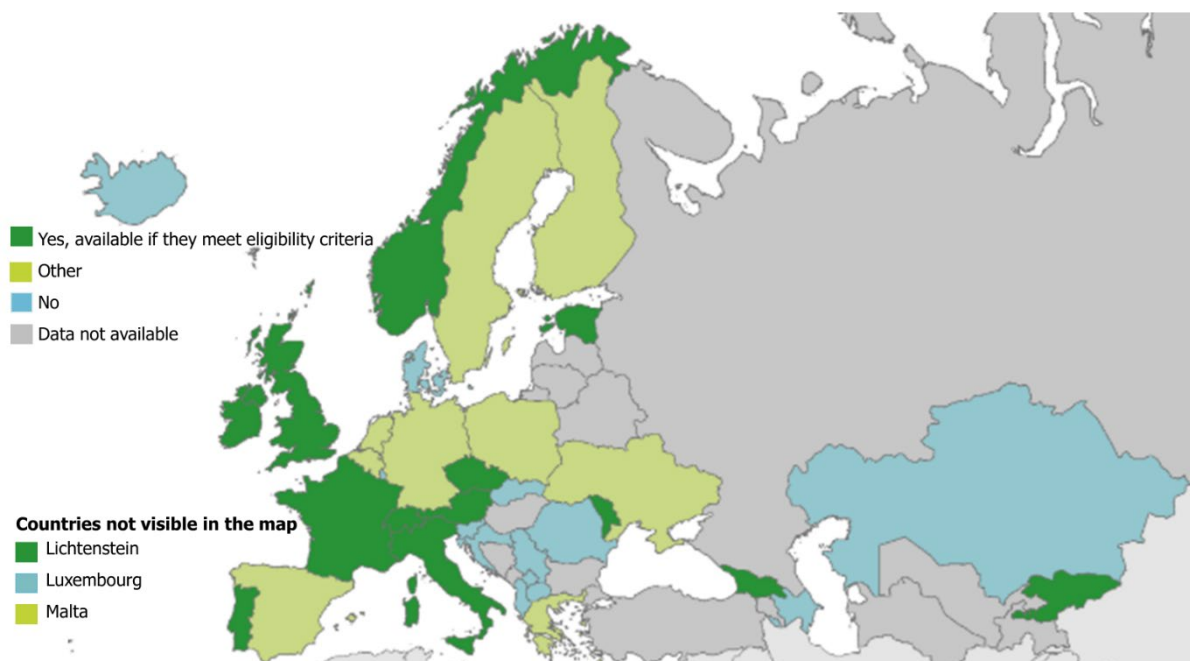 Yes, available if they meet eligibility criteria
Other
No
Data not available
Countries not visible in the map
Lichtenstein
Luxembourg
Malta